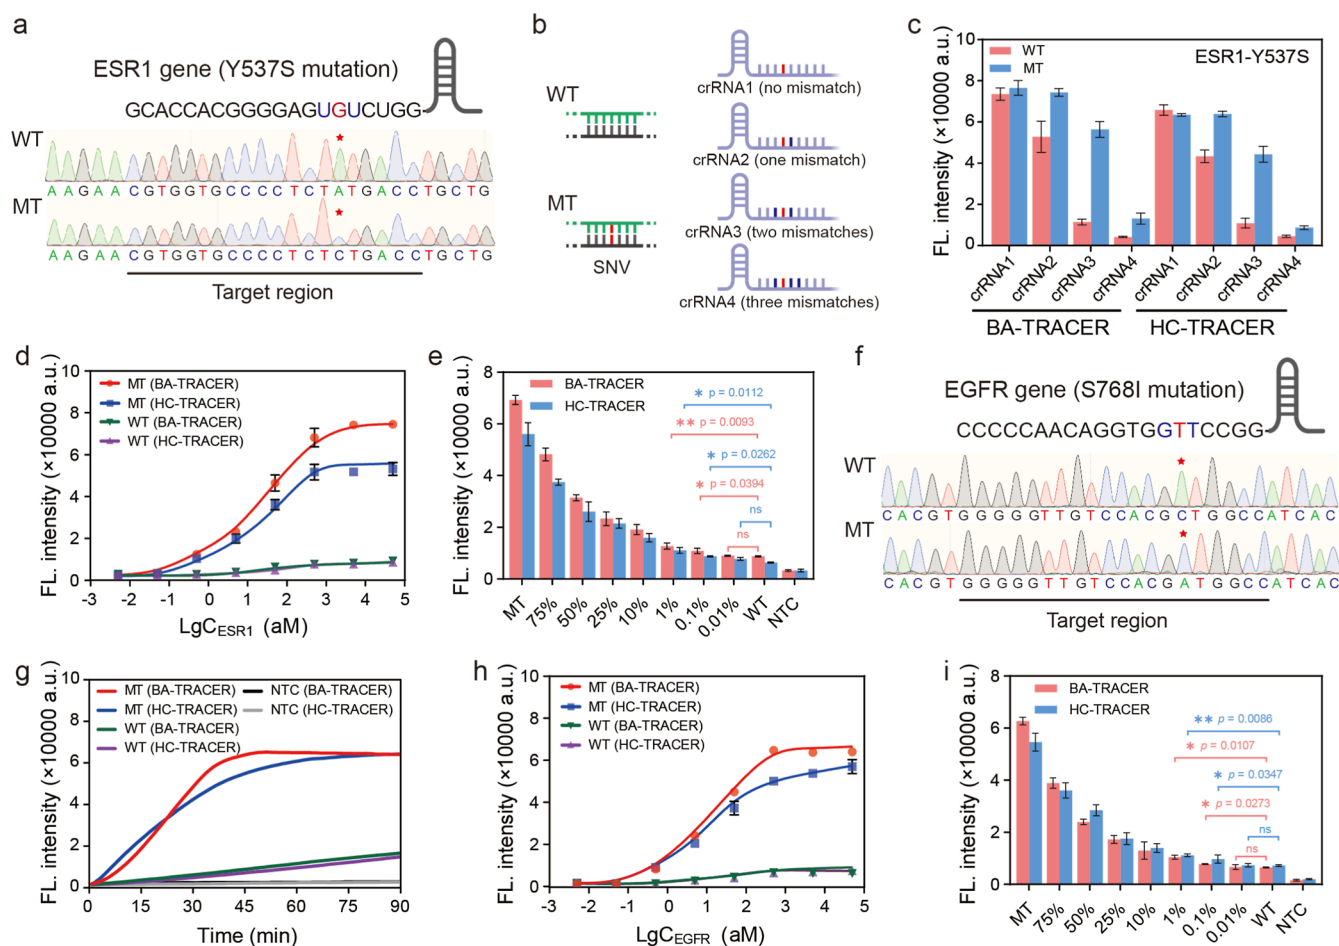 a
ESR1 gene (Y537S mutation)
GCACCACGGGGAGUGUCUGG
WT
AAGAACGTGGTGCCCCTCTATGACCTGCTG
MT
AAGAACGTGGTGCCCCTCTCTGACCTGCTG
Target region
b
WT
MT
SNV
crRNA1 (no mismatch)
crRNA2 (one mismatch)
crRNA3 (two mismatches)
crRNA4 (three mismatches)
c
FL. intensity (×10000 a.u.)
10
8
6
4
2
0
WT
MT
ESR1-Y537S
crRNA1
crRNA2
crRNA3
crRNA4
crRNA1
crRNA2
crRNA3
crRNA4
BA-TRACER
HC-TRACER
d
FL. intensity (×10000 a.u.)
10
8
6
4
2
0
MT (BA-TRACER)
MT (HC-TRACER)
WT (BA-TRACER)
WT (HC-TRACER)
-3 -2 -1 0 1 2 3 4 5
LgC ESR1 (aM)
e
FL. intensity (×10000 a.u.)
8
6
4
2
0
BA-TRACER
HC-TRACER
* p = 0.0112
** p = 0.0093
* p = 0.0262
* p = 0.0394
ns
ns
MT 75% 50% 25% 10% 1% 0.1% 0.01% WT NTC
f
EGFR gene (S768I mutation)
CCCCCAACAGGTGGTTCCGG
WT
CACGTGGGGGTTGTCCACGCTGGCCATCAC
MT
CACGTGGGGGTTGTCCACGATGGCCATCAC
Target region
g
FL. intensity (×10000 a.u.)
10
8
6
4
2
0
MT (BA-TRACER)
MT (HC-TRACER)
WT (BA-TRACER)
WT (HC-TRACER)
NTC (BA-TRACER)
NTC (HC-TRACER)
0 15 30 45 60 75 90
Time (min)
h
FL. intensity (×10000 a.u.)
10
8
6
4
2
0
MT (BA-TRACER)
MT (HC-TRACER)
WT (BA-TRACER)
WT (HC-TRACER)
-3 -2 -1 0 1 2 3 4 5
LgC EGFR (aM)
i
FL. intensity (×10000 a.u.)
8
6
4
2
0
BA-TRACER
HC-TRACER
** p = 0.0086
* p = 0.0107
* p = 0.0347
* p = 0.0273
ns
ns
MT 75% 50% 25% 10% 1% 0.1% 0.01% WT NTC